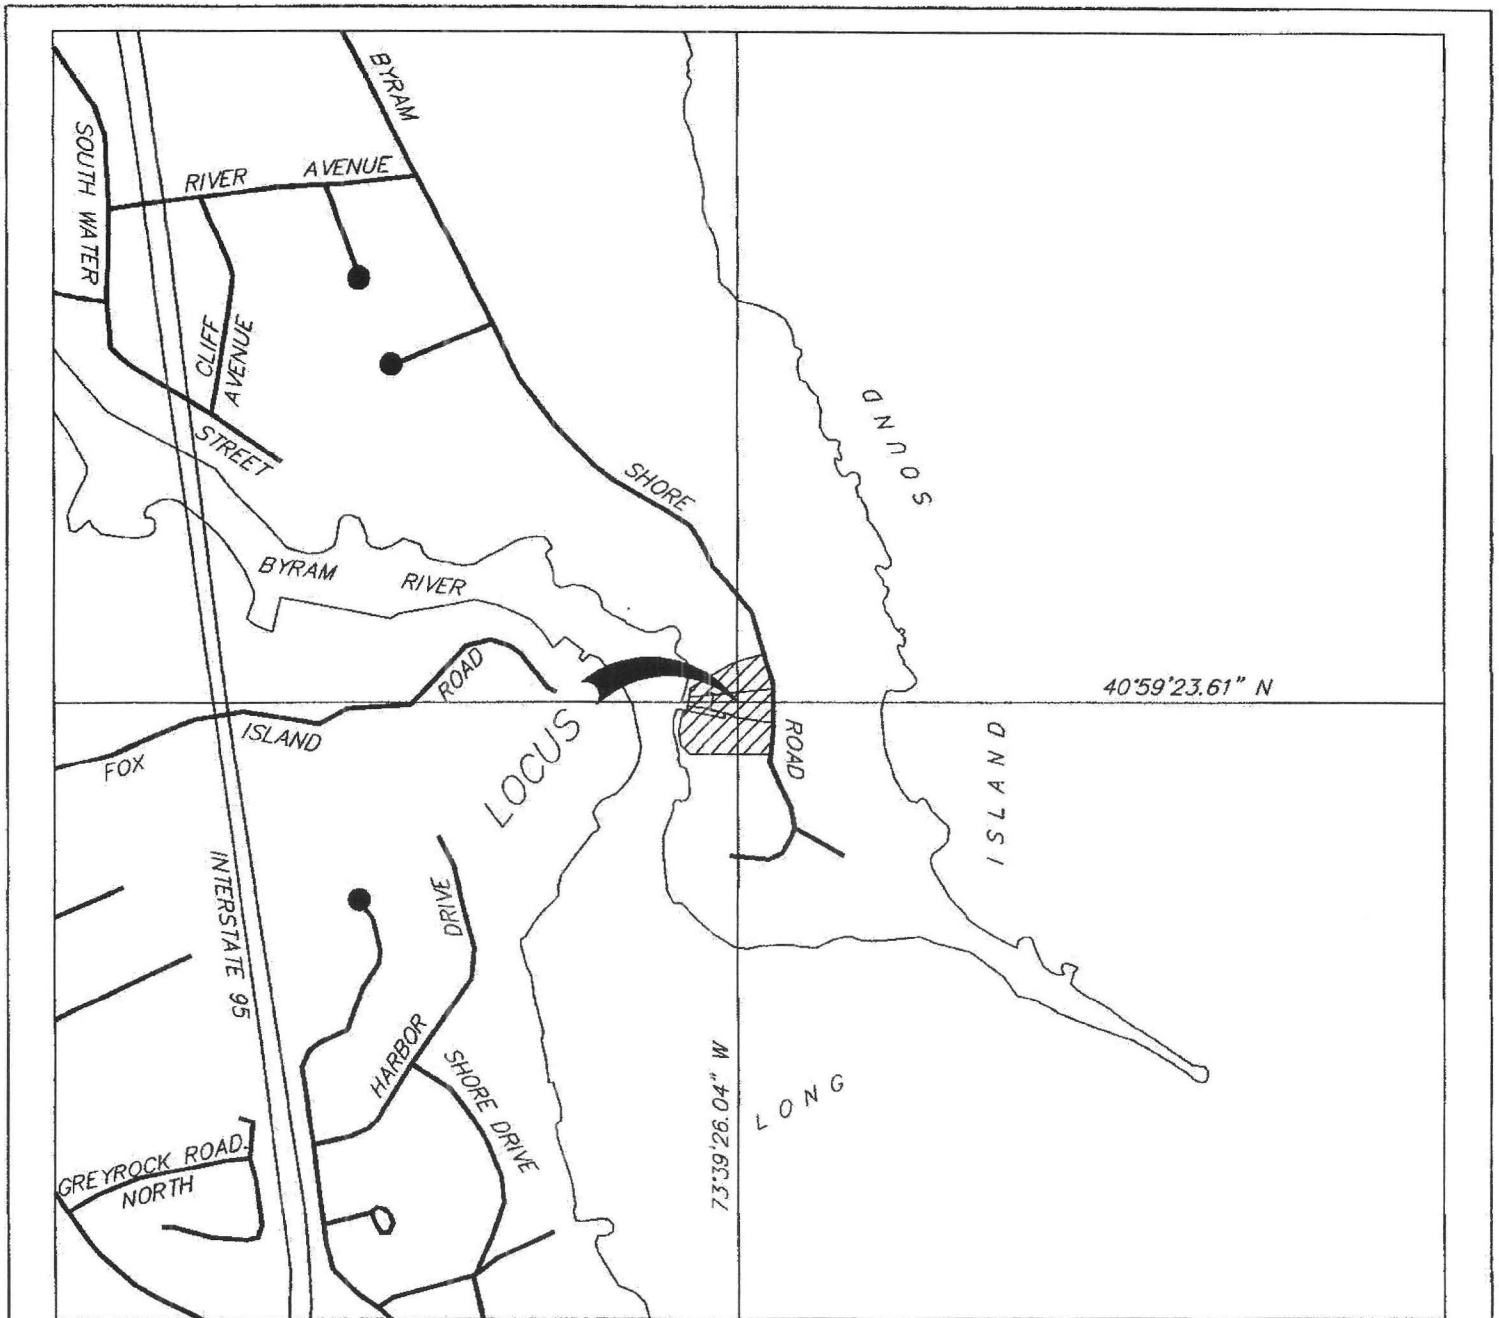 BYRAM
SOUTH WATER
RIVER AVENUE
CLIFF
AVENUE
STREET
SHORE
SOUND
BYRAM RIVER
ROAD
40°59'23.61" N
ISLAND
FOX
LOCUS
ROAD
ISLAND
INTERSTATE 95
DRIVE
HARBOR
SHORE DRIVE
73°39'26.04" W
LONG
GREYROCK ROAD
NORTH